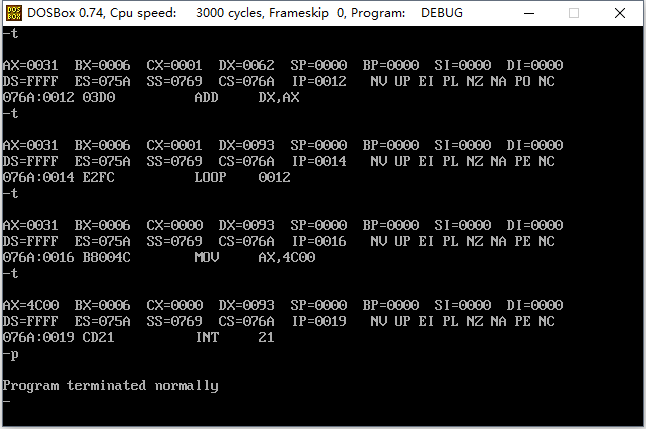 DOSBox 0.74, Cpu speed:    3000 cycles, Frameskip  0, Program:    DEBUG
DOS BOX
-t
AX=0031  BX=0006  CX=0001  DX=0062  SP=0000  BP=0000  SI=0000  DI=0000
DS=FFFF  ES=075A  SS=0769  CS=076A  IP=0012   NV UP EI PL NZ NA PO NC
076A:0012 03D0          ADD     DX,AX
-t
AX=0031  BX=0006  CX=0001  DX=0093  SP=0000  BP=0000  SI=0000  DI=0000
DS=FFFF  ES=075A  SS=0769  CS=076A  IP=0014   NV UP EI PL NZ NA PE NC
076A:0014 E2FC          LOOP    0012
-t
AX=0031  BX=0006  CX=0000  DX=0093  SP=0000  BP=0000  SI=0000  DI=0000
DS=FFFF  ES=075A  SS=0769  CS=076A  IP=0016   NV UP EI PL NZ NA PE NC
076A:0016 B8004C        MOV     AX,4C00
-t
AX=4C00  BX=0006  CX=0000  DX=0093  SP=0000  BP=0000  SI=0000  DI=0000
DS=FFFF  ES=075A  SS=0769  CS=076A  IP=0019   NV UP EI PL NZ NA PE NC
076A:0019 CD21          INT     21
-p
Program terminated normally
-